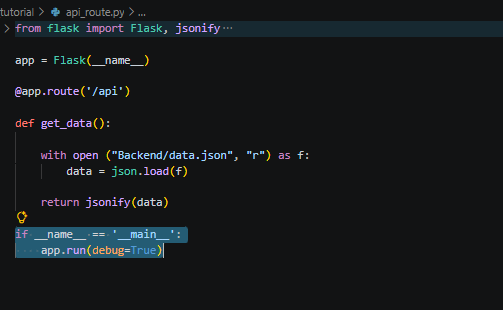 tutorial > api_route.py > ...
from flask import Flask, jsonify ...
app = Flask(__name__)
@app.route('/api')
def get_data():
with open ("Backend/data.json", "r") as f:
data = json.load(f)
return jsonify(data)
if __name__ == '__main__':
app.run(debug=True)